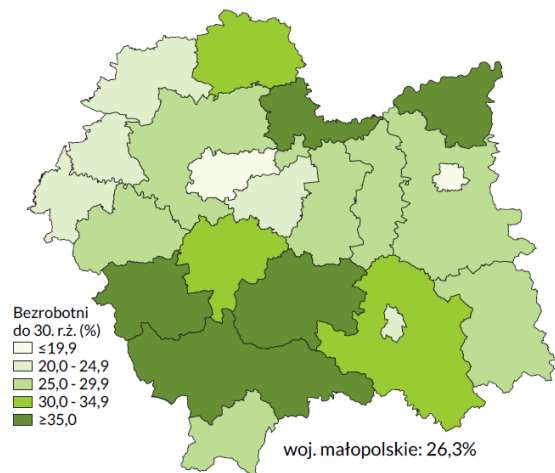 Bezrobotni
do 30. r.ż. (%)
≤19,9
20,0 - 24,9
25,0 - 29,9
30,0 - 34,9
≥35,0
woj. małopolskie: 26,3%